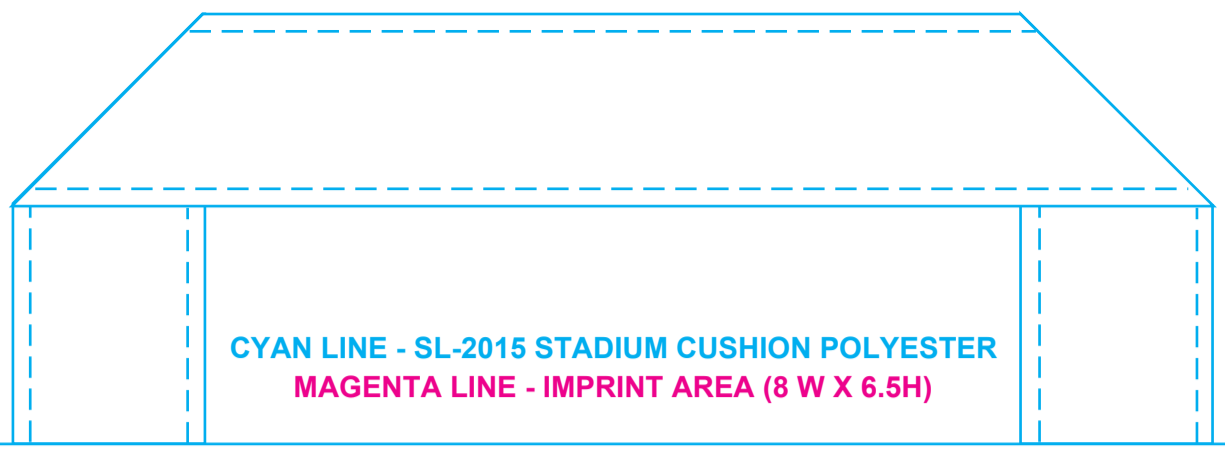 CYAN LINE - SL-2015 STADIUM CUSHION POLYESTER
MAGENTA LINE - IMPRINT AREA (8 W X 6.5H)